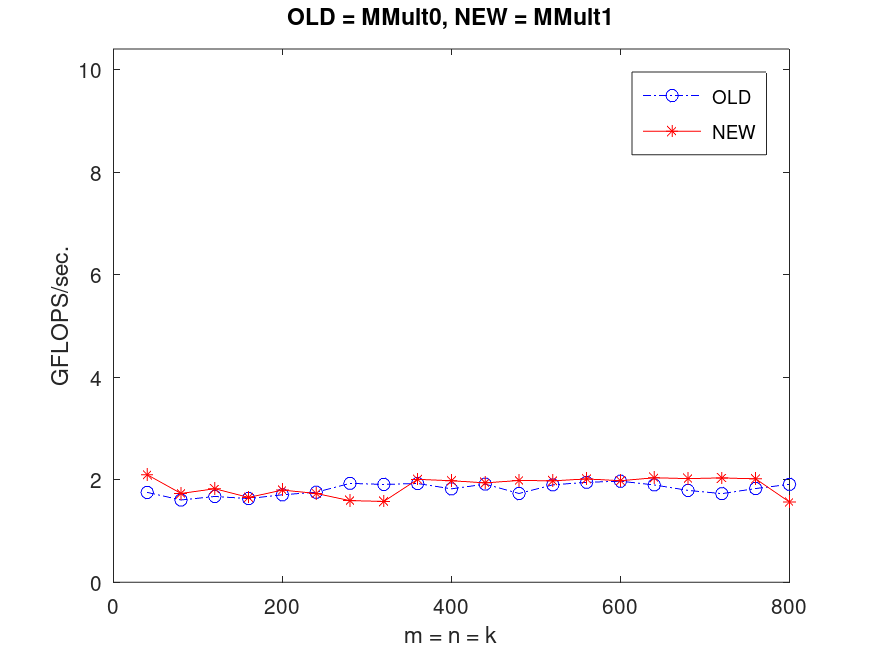 OLD = MMult0, NEW = MMult1
10
8
6
4
2
0
GFLOPS/sec.
OLD
NEW
0 200 400 600 800
m = n = k